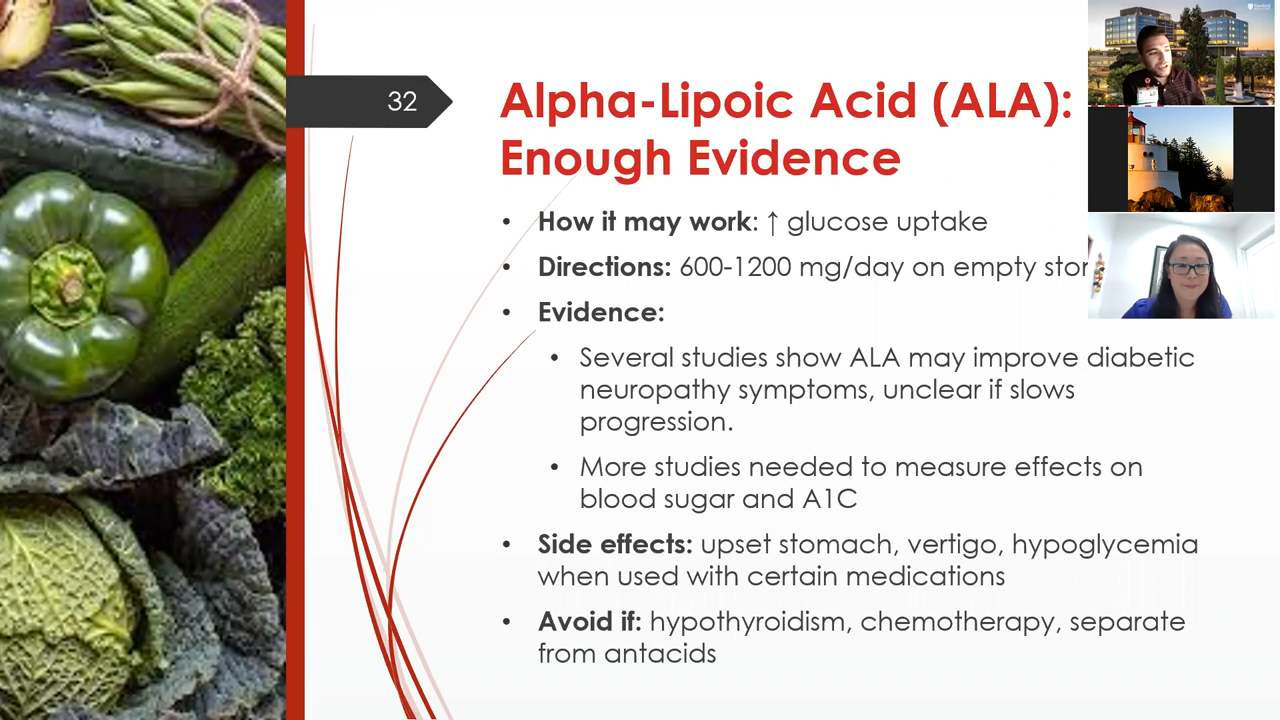 32
Alpha-Lipoic Acid (ALA):
Enough Evidence
• How it may work: ↑ glucose uptake
• Directions: 600-1200 mg/day on empty
• Evidence:
• Several studies show ALA may improve diabetic
neuropathy symptoms, unclear if slows
progression.
• More studies needed to measure effects on
blood sugar and A1C
• Side effects: upset stomach, vertigo, hypoglycemia
when used with certain medications
• Avoid if: hypothyroidism, chemotherapy, separate
from antacids